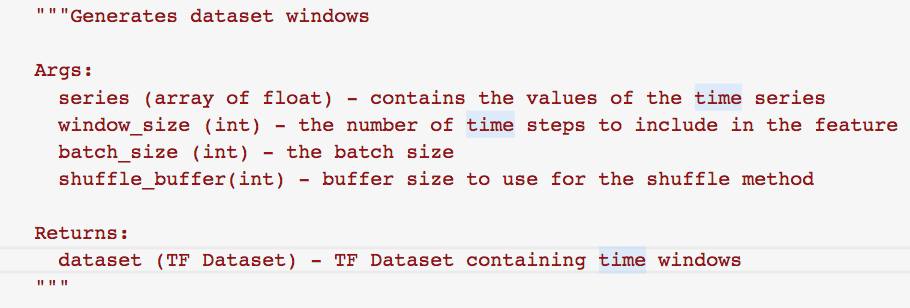 """Generates dataset windows
Args:
series (array of float) – contains the values of the time series
window_size (int) – the number of time steps to include in the feature
batch_size (int) – the batch size
shuffle_buffer(int) – buffer size to use for the shuffle method
Returns:
dataset (TF Dataset) – TF Dataset containing time windows
"""